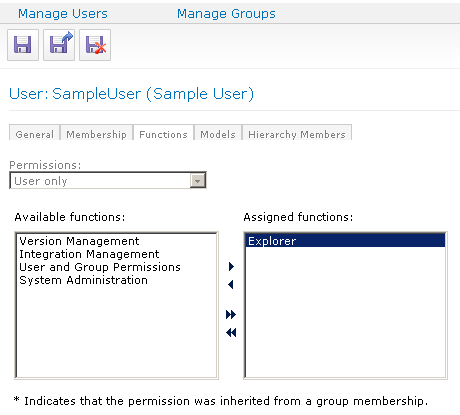 Manage Users Manage Groups
User: SampleUser (Sample User)
General Membership Functions Models Hierarchy Members
Permissions:
User only
Available functions: Assigned functions:
Version Management Explorer
Integration Management
User and Group Permissions
System Administration
* Indicates that the permission was inherited from a group membership.